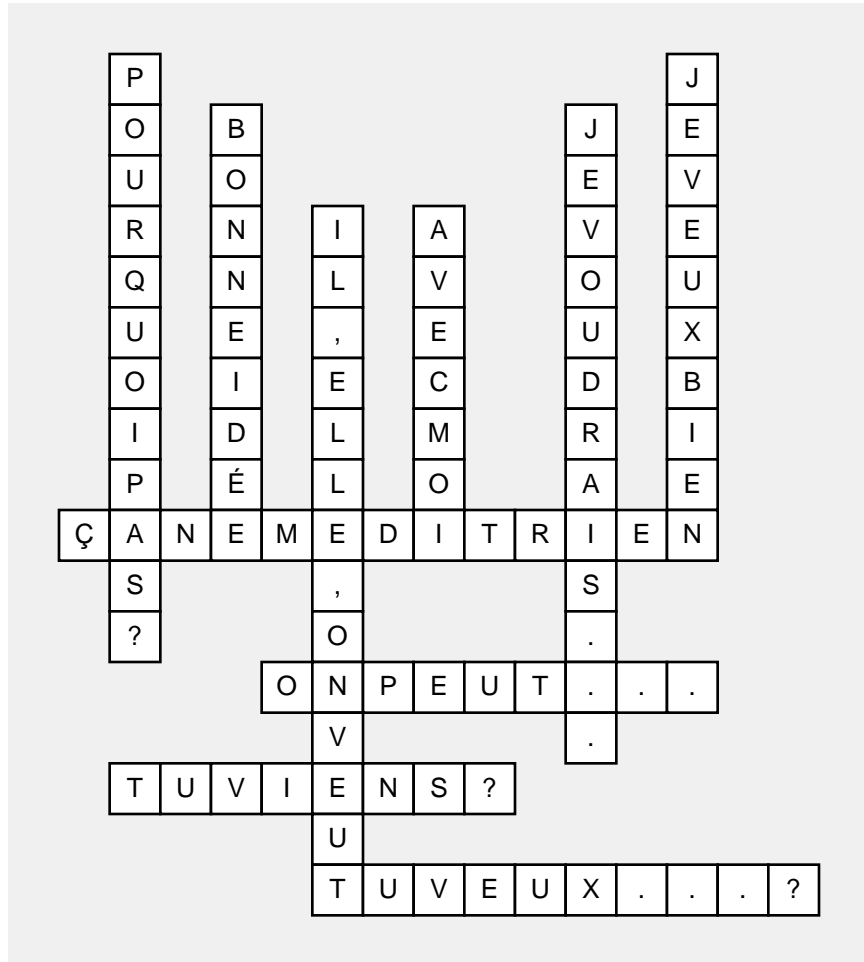 POURQUOIPAS?
BONNEIDÉE
IL,ELLE,ONVEUT
AVECMOI
JEVOUDRAIS...
JEVEUXBIEN
ÇANEMEDITRIEN
ONPEUT...
TUVIENS?
TUVEUX...?